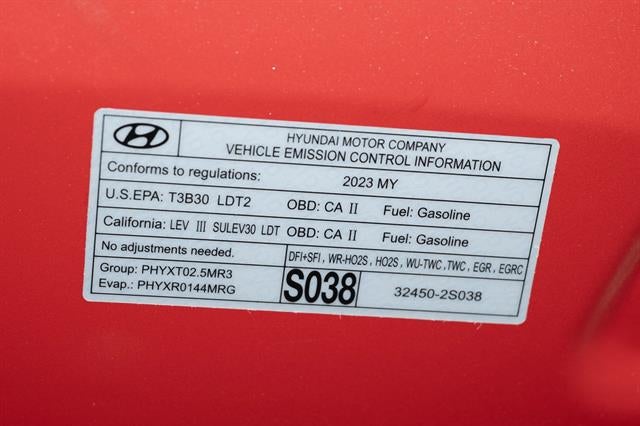 HYUNDAI MOTOR COMPANY
VEHICLE EMISSION CONTROL INFORMATION
Conforms to regulations: 2023 MY
U.S.EPA: T3B30 LDT2 OBD: CA II Fuel: Gasoline
California: LEV III SULEV30 LDT OBD: CA II Fuel: Gasoline
No adjustments needed. DFI+SFI, WR-HO2S, HO2S, WU-TWC, TWC, EGR, EGRC
Group: PHYXT02.5MR3
Evap.: PHYXR0144MRG
S038 32450-2S038